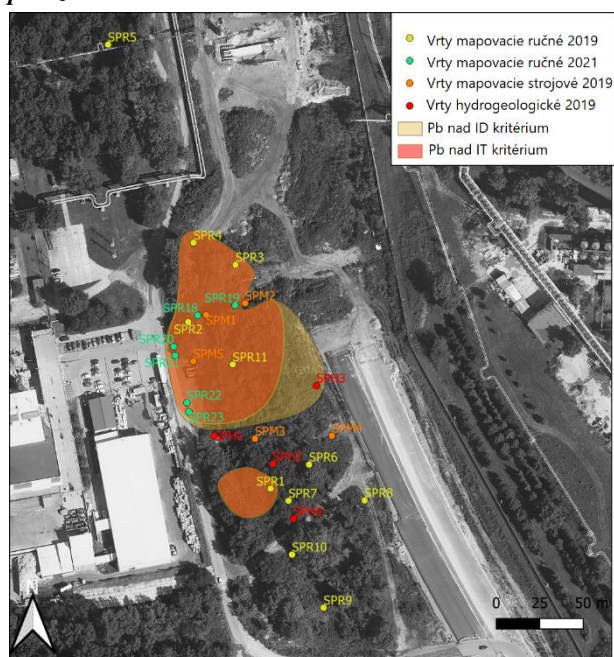 SPR5
Vrty mapovacie ručné 2019
Vrty mapovacie ručné 2021
Vrty mapovacie strojové 2019
Vrty hydrogeologické 2019
Pb nad ID kritérium
Pb nad IT kritérium
SPR4
SPR3
SPR19
SPM2
SPR18
SPM1
SPR2
SPR20
SPR21
SPM5
SPR11
SPR22
SPR23
SPM3
SPR6
SPR1
SPR7
SPR8
SPR10
SPR9
N
0 25 50 m